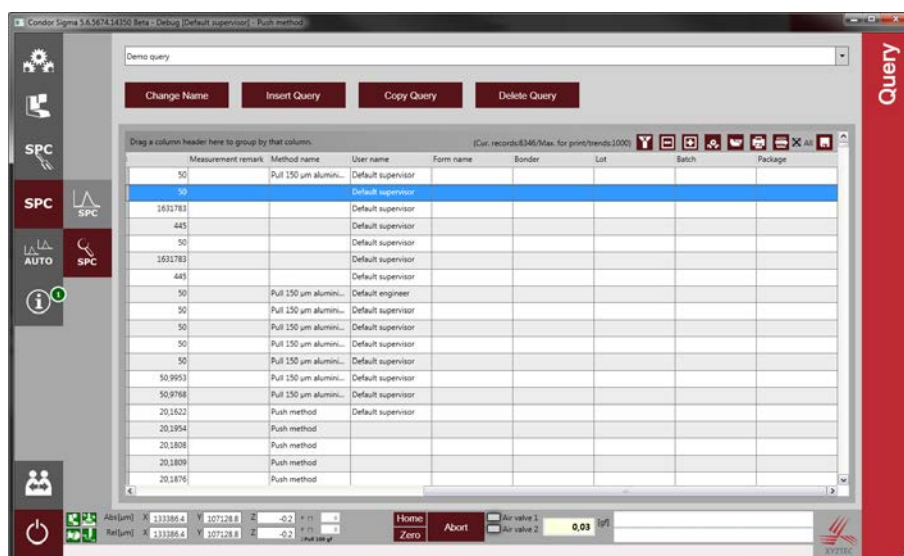 Condor Sigma 5.6.5674.14350 Beta - Debug [Default supervisor] - Push method
Query
Demo query
Change Name Insert Query Copy Query Delete Query
SPC
SPC
SPC
AUTO
SPC
1
Drag a column header here to group by that column.
(Cur. records:6346/Max. for print/trends:1000) All
Measurement remark Method name User name Form name Bonder Lot Batch Package
50 Pull 150 µm alumini... Default supervisor
50 Default supervisor
1631783 Default supervisor
445 Default supervisor
50 Default supervisor
1631783 Default supervisor
445 Default supervisor
50 Pull 150 µm alumini... Default engineer
50 Pull 150 µm alumini... Default supervisor
50 Pull 150 µm alumini... Default supervisor
50 Pull 150 µm alumini... Default supervisor
50 Pull 150 µm alumini... Default supervisor
50,9953 Pull 150 µm alumini... Default supervisor
50,9768 Pull 150 µm alumini... Default supervisor
20,1622 Push method Default supervisor
20,1954 Push method
20,1808 Push method
20,1809 Push method
20,1876 Push method
Abs[µm] X 133386.4 Y 107128.8 Z -0.2
Rel[µm] X 133386.4 Y 107128.8 Z -0.2
Pull 100 gf
Home
Zero
Abort
Air valve 1
Air valve 2
0,03 [gf]
XYZTEC